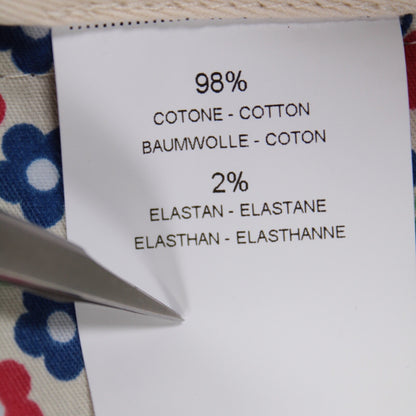 98%
COTONE - COTTON
BAUMWOLLE - COTON
2%
ELASTAN - ELASTANE
ELASTHAN - ELASTHANNE